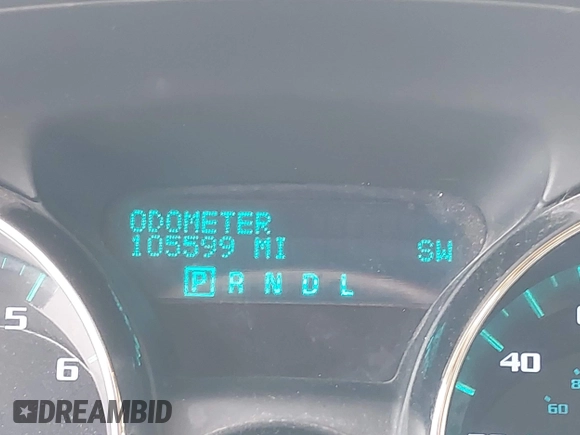 ODOMETER
105599 MI SW
P R N D L
5
6
40
60
DREAMBID